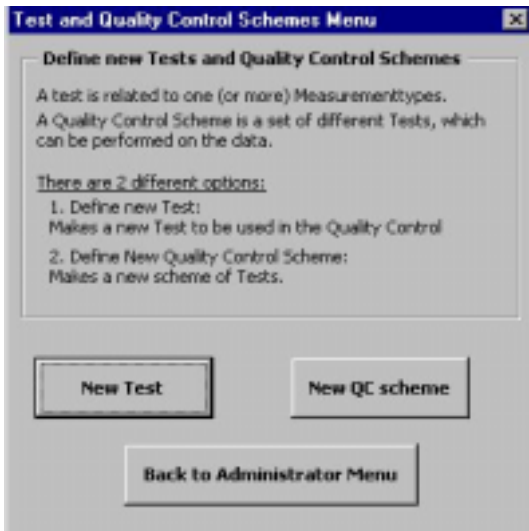 Test and Quality Control Schemes Menu
Define new Tests and Quality Control Schemes
A test is related to one (or more) Measurementtypes.
A Quality Control Scheme is a set of different Tests, which
can be performed on the data.
There are 2 different options:
1. Define new Test:
Makes a new Test to be used in the Quality Control
2. Define New Quality Control Scheme:
Makes a new scheme of Tests.
New Test
New QC scheme
Back to Administrator Menu